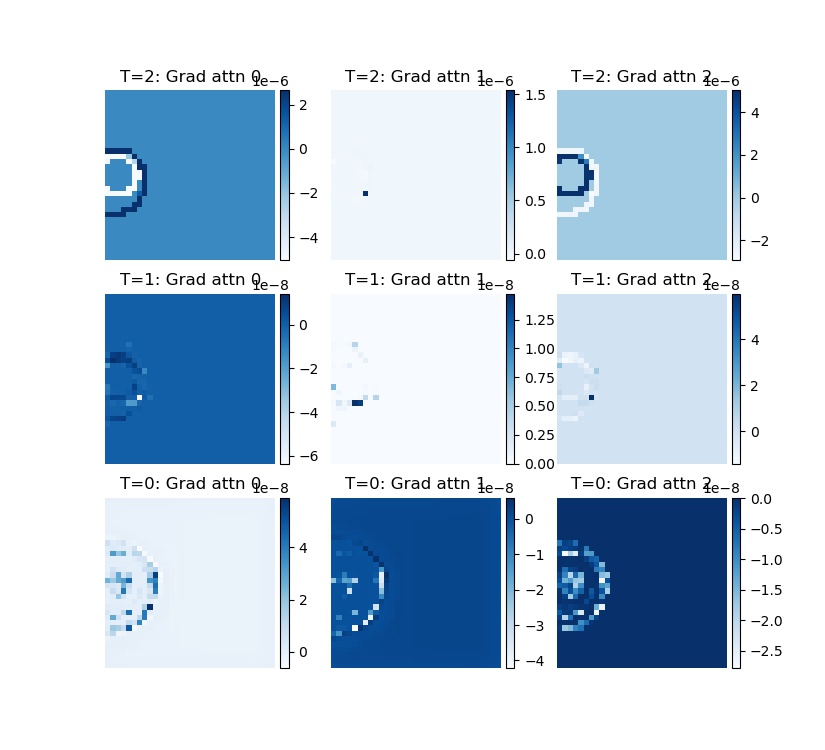 T=2: Grad attn 0
1e−6
2
0
−2
−4
T=2: Grad attn 1
1e−6
1.5
1.0
0.5
0.0
T=2: Grad attn 2
1e−6
4
2
0
−2
T=1: Grad attn 0
1e−8
0
−2
−4
−6
T=1: Grad attn 1
1e−8
1.25
1.00
0.75
0.50
0.25
0.00
T=1: Grad attn 2
1e−8
4
2
0
T=0: Grad attn 0
1e−8
4
2
0
T=0: Grad attn 1
1e−8
0
−1
−2
−3
−4
T=0: Grad attn 2
1e−8
0.0
−0.5
−1.0
−1.5
−2.0
−2.5